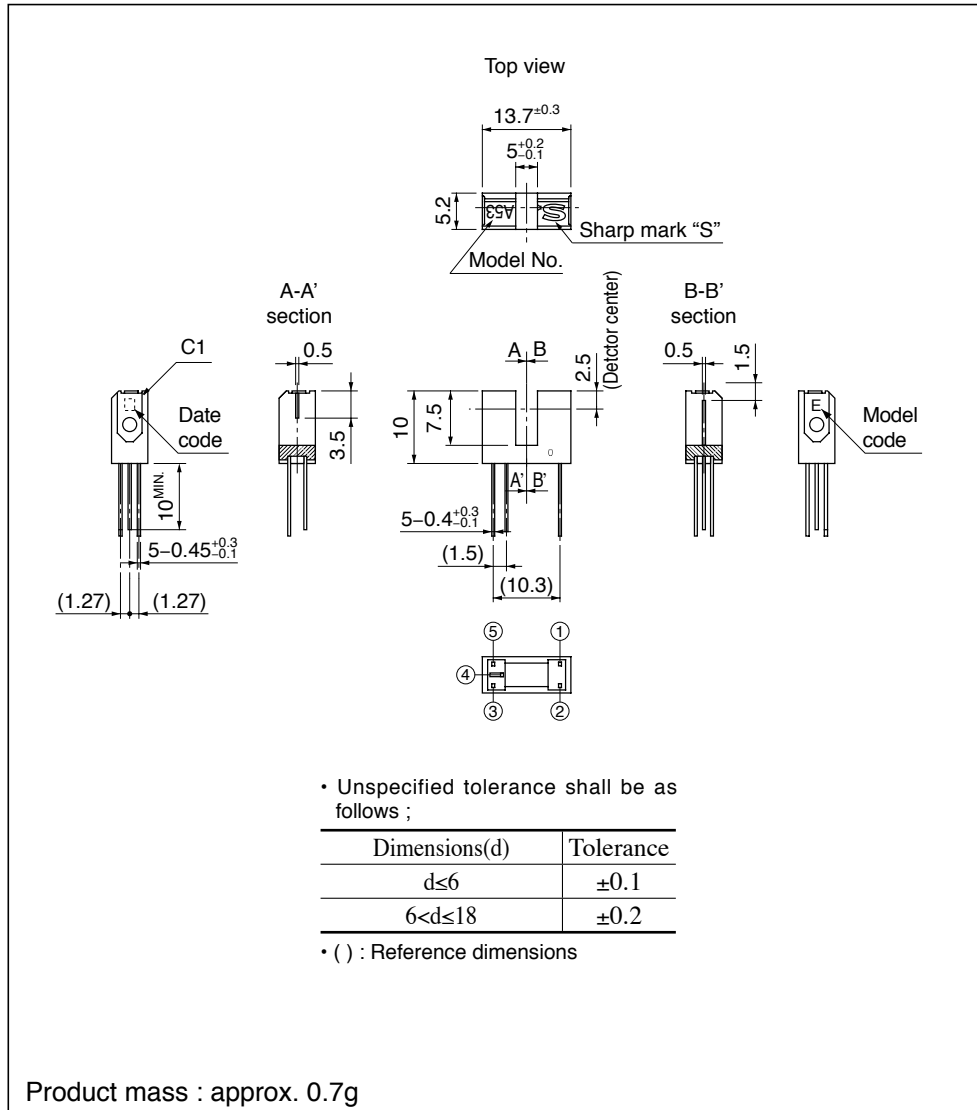 Top view
13.7±0.3
5+0.2−0.1
5.2
A53
S
Sharp mark “S”
Model No.
(Detctor center)
A-A'
section
B-B'
section
C1
0.5
A B
2.5
0.5
1.5
Date
code
3.5
10
7.5
E
Model
code
10MIN.
A' B'
5−0.4+0.3−0.1
5−0.45+0.3−0.1
(1.5)
(10.3)
(1.27) (1.27)
⑤ ①
④
③ ②
• Unspecified tolerance shall be as
follows ;
Dimensions(d) Tolerance
d≤6 ±0.1
6<d≤18 ±0.2
• ( ) : Reference dimensions
Product mass : approx. 0.7g